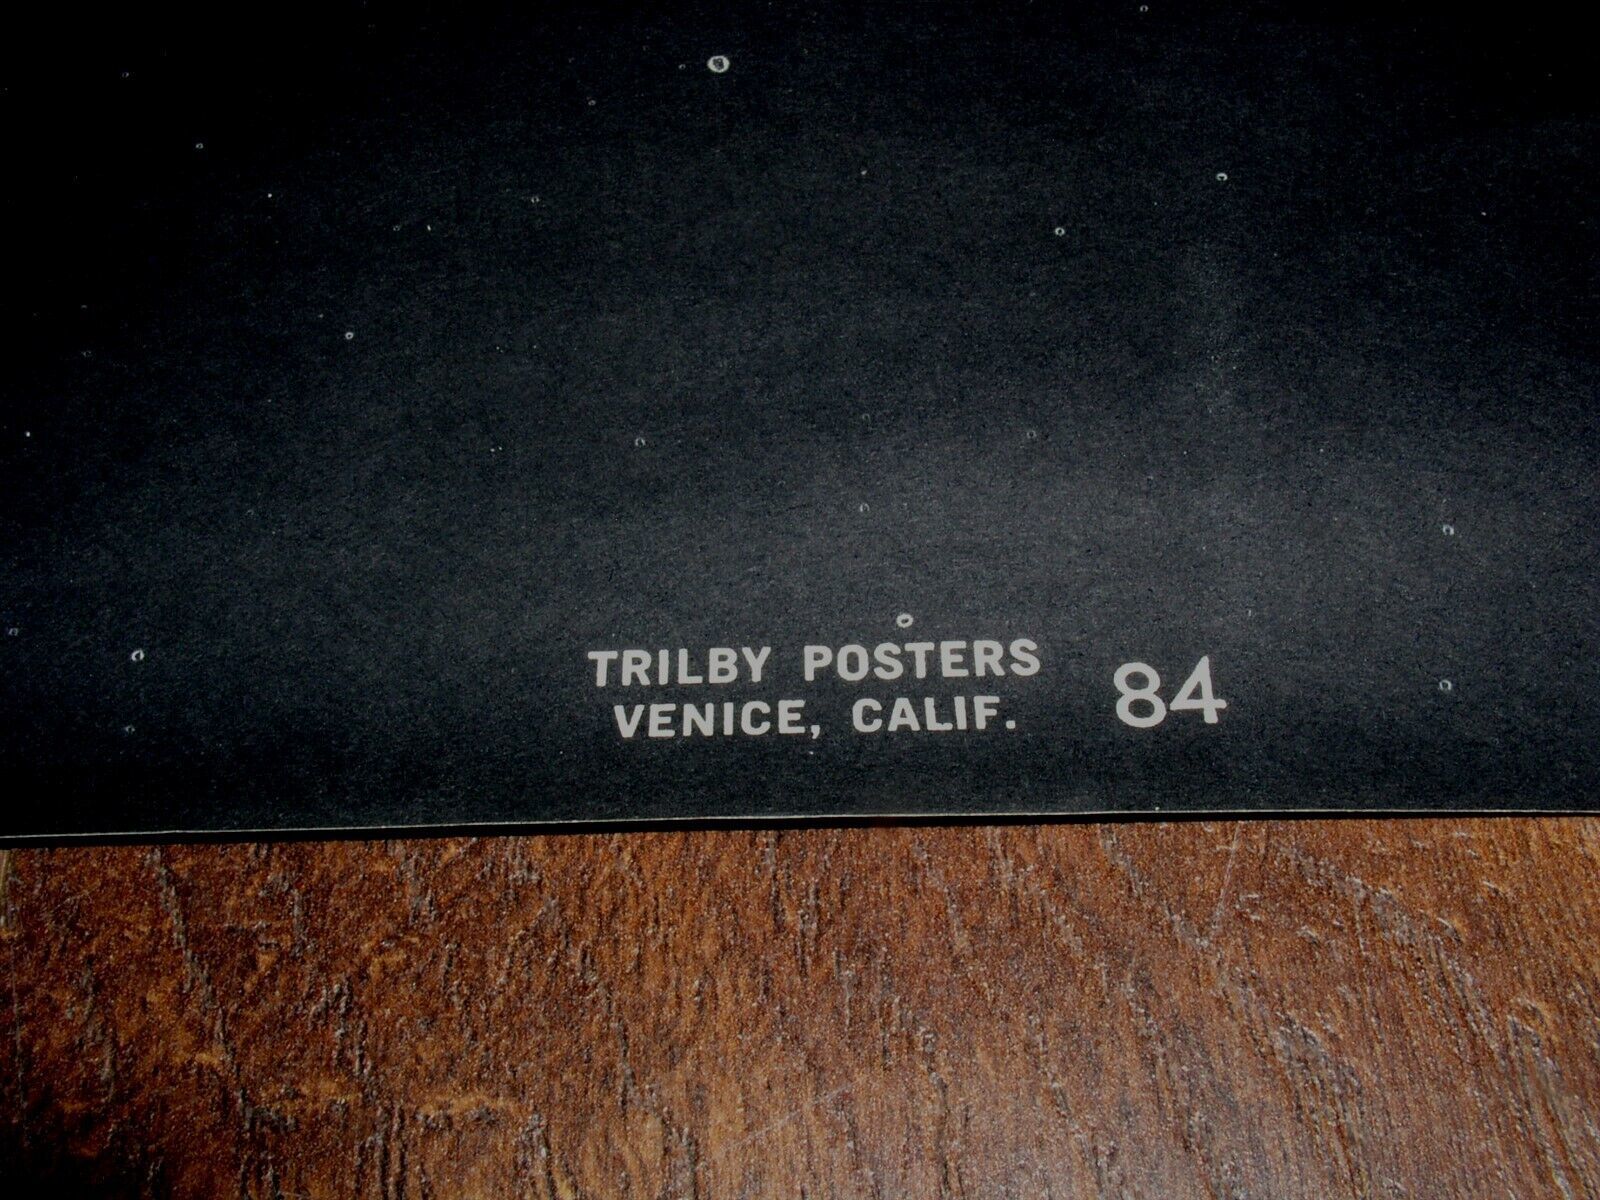 TRILBY POSTERS
VENICE, CALIF.
84